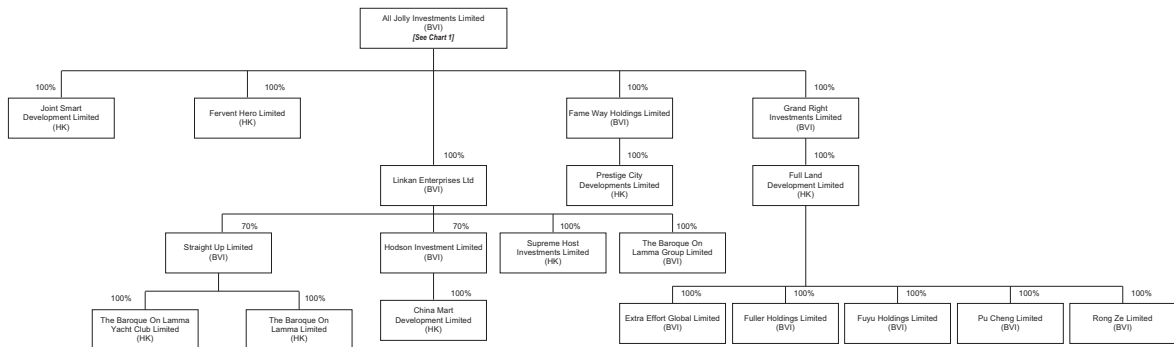 All Jolly Investments Limited
(BVI)
[See Chart 1]
100%
100%
100%
100%
Joint Smart
Development Limited
(HK)
Fervent Hero Limited
(HK)
Fame Way Holdings Limited
(BVI)
Grand Right
Investments Limited
(BVI)
100%
100%
100%
Linkan Enterprises Ltd
(BVI)
Prestige City
Developments Limited
(HK)
Full Land
Development Limited
(HK)
70%
70%
100%
100%
Straight Up Limited
(BVI)
Hodson Investment Limited
(BVI)
Supreme Host
Investments Limited
(HK)
The Baroque On
Lamma Group Limited
(BVI)
100%
100%
100%
100%
100%
100%
100%
100%
The Baroque On Lamma
Yacht Club Limited
(HK)
The Baroque On
Lamma Limited
(HK)
China Mart
Development Limited
(HK)
Extra Effort Global Limited
(BVI)
Fuller Holdings Limited
(BVI)
Fuyu Holdings Limited
(BVI)
Pu Cheng Limited
(BVI)
Rong Ze Limited
(BVI)